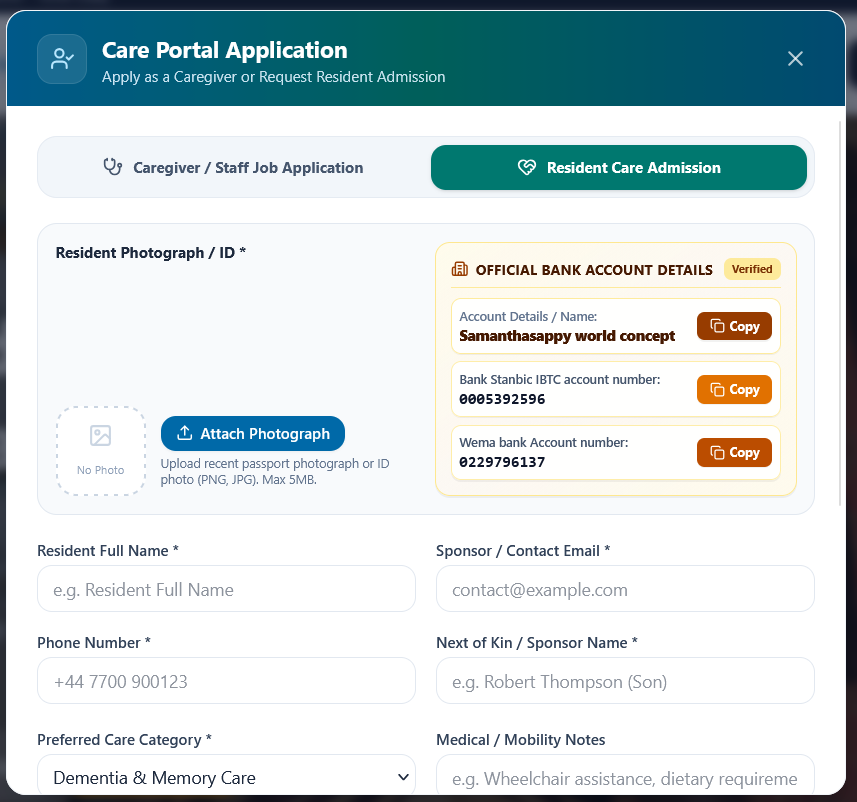 Care Portal Application
Apply as a Caregiver or Request Resident Admission
Caregiver / Staff Job Application
Resident Care Admission
Resident Photograph / ID *
No Photo
Attach Photograph
Upload recent passport photograph or ID
photo (PNG, JPG). Max 5MB.
OFFICIAL BANK ACCOUNT DETAILS
Verified
Account Details / Name:
Samanthasappy world concept
Copy
Bank Stanbic IBTC account number:
0005392596
Copy
Wema bank Account number:
0229796137
Copy
Resident Full Name *
e.g. Resident Full Name
Sponsor / Contact Email *
contact@example.com
Phone Number *
+44 7700 900123
Next of Kin / Sponsor Name *
e.g. Robert Thompson (Son)
Preferred Care Category *
Dementia & Memory Care
Medical / Mobility Notes
e.g. Wheelchair assistance, dietary requireme